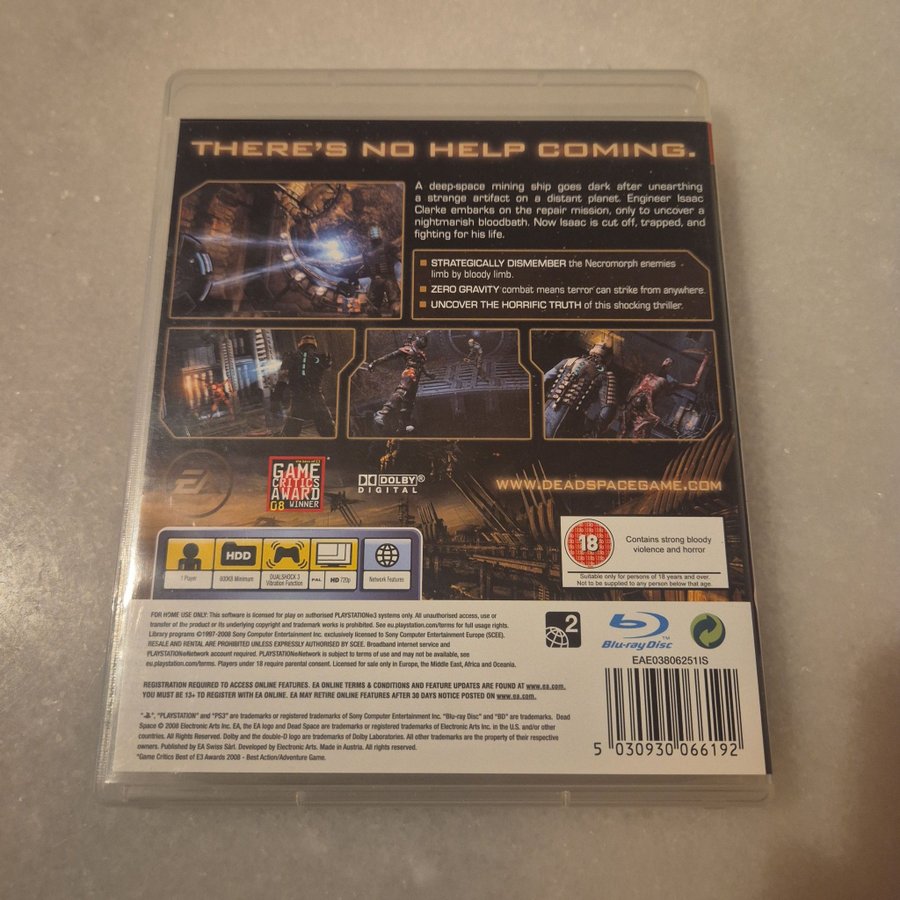 THERE'S NO HELP COMING.
A deep-space mining ship goes dark after unearthing
a strange artifact on a distant planet. Engineer Isaac
Clarke embarks on the repair mission, only to uncover a
nightmarish bloodbath. Now Isaac is cut off, trapped, and
fighting for his life.
STRATEGICALLY DISMEMBER the Necromorph enemies
limb by bloody limb.
ZERO GRAVITY combat means terror can strike from anywhere.
UNCOVER THE HORRIFIC TRUTH of this shocking thriller.
EA
GAME
CRITICS
AWARD
08 WINNER
DOLBY®
DIGITAL
WWW.DEADSPACEGAME.COM
HDD
1 Player
600KB Minimum
DUALSHOCK 3
Vibration Function
PAL
HD 720p
Network Features
18
Contains strong bloody
violence and horror
Suitable only for persons of 18 years and over.
Not to be supplied to any person below that age.
FOR HOME USE ONLY: This software is licensed for play on authorised PLAYSTATION®3 systems only. All unauthorised access, use or
transfer of the product or its underlying copyright and trademark works is prohibited. See eu.playstation.com/terms for full usage rights.
Library programs ©1997-2008 Sony Computer Entertainment Inc. exclusively licensed to Sony Computer Entertainment Europe (SCEE).
RESALE AND RENTAL ARE PROHIBITED UNLESS EXPRESSLY AUTHORISED BY SCEE. Broadband internet service and
PLAYSTATION®Network account required. PLAYSTATION®Network is subject to terms of use and may not be available, see
eu.playstation.com/terms. Players under 18 require parental consent. Licensed for sale only in Europe, the Middle East, Africa and Oceania.
2
Blu-ray Disc
EAE03806251IS
REGISTRATION REQUIRED TO ACCESS ONLINE FEATURES. EA ONLINE TERMS & CONDITIONS AND FEATURE UPDATES ARE FOUND AT www.ea.com.
YOU MUST BE 13+ TO REGISTER WITH EA ONLINE. EA MAY RETIRE ONLINE FEATURES AFTER 30 DAYS NOTICE POSTED ON www.ea.com.
"PLAYSTATION" and "PS3" are trademarks or registered trademarks of Sony Computer Entertainment Inc. "Blu-ray Disc" and "BD" are trademarks. Dead
Space © 2008 Electronic Arts Inc. EA, the EA logo and Dead Space are trademarks or registered trademarks of Electronic Arts Inc. in the U.S. and/or other
countries. All Rights Reserved. Dolby and the double-D logo are trademarks of Dolby Laboratories. All other trademarks are the property of their respective
owners. Published by EA Swiss Sàrl. Developed by Electronic Arts. Made in Austria. All rights reserved.
*Game Critics Best of E3 Awards 2008 - Best Action/Adventure Game.
5 030930 066192